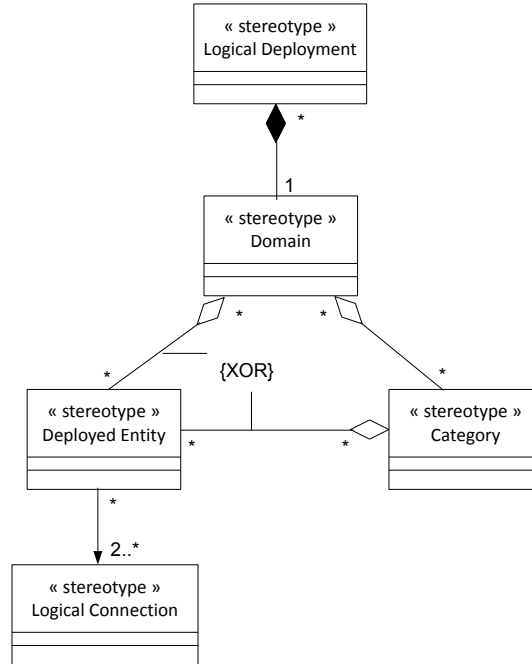 « stereotype »
Logical Deployment
*
1
« stereotype »
Domain
*
*
*
{XOR}
*
« stereotype »
Deployed Entity
*
*
« stereotype »
Category
*
2..*
« stereotype »
Logical Connection